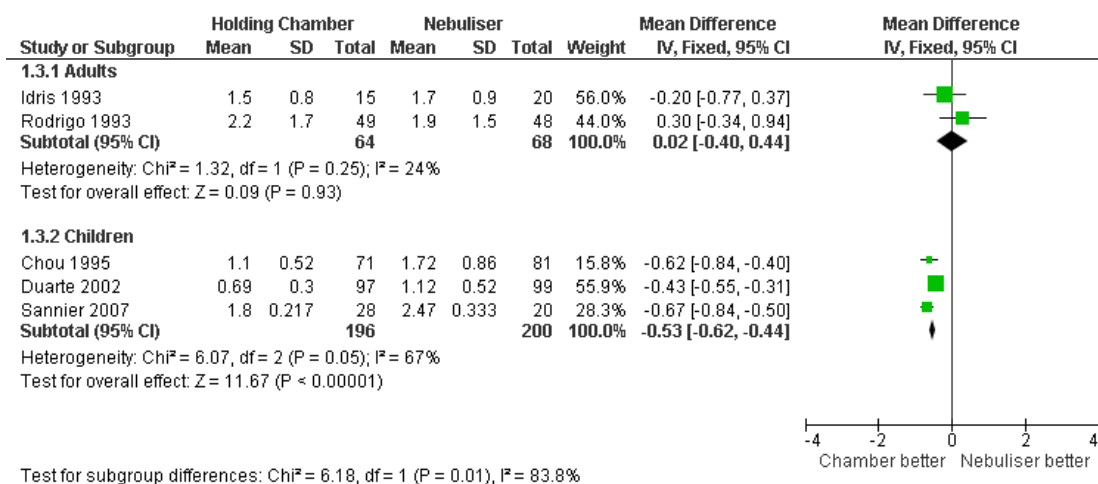 Holding Chamber Nebuliser Mean Difference Mean Difference
Study or Subgroup Mean SD Total Mean SD Total Weight IV, Fixed, 95% CI IV, Fixed, 95% CI
1.3.1 Adults
Idris 1993 1.5 0.8 15 1.7 0.9 20 56.0% -0.20 [-0.77, 0.37]
Rodrigo 1993 2.2 1.7 49 1.9 1.5 48 44.0% 0.30 [-0.34, 0.94]
Subtotal (95% CI) 64 68 100.0% 0.02 [-0.40, 0.44]
Heterogeneity: Chi² = 1.32, df = 1 (P = 0.25); I² = 24%
Test for overall effect: Z = 0.09 (P = 0.93)
1.3.2 Children
Chou 1995 1.1 0.52 71 1.72 0.86 81 15.8% -0.62 [-0.84, -0.40]
Duarte 2002 0.69 0.3 97 1.12 0.52 99 55.9% -0.43 [-0.55, -0.31]
Sannier 2007 1.8 0.217 28 2.47 0.333 20 28.3% -0.67 [-0.84, -0.50]
Subtotal (95% CI) 196 200 100.0% -0.53 [-0.62, -0.44]
Heterogeneity: Chi² = 6.07, df = 2 (P = 0.05); I² = 67%
Test for overall effect: Z = 11.67 (P < 0.00001)
-4 -2 0 2 4
Chamber better Nebuliser better
Test for subgroup differences: Chi² = 6.18, df = 1 (P = 0.01), I² = 83.8%